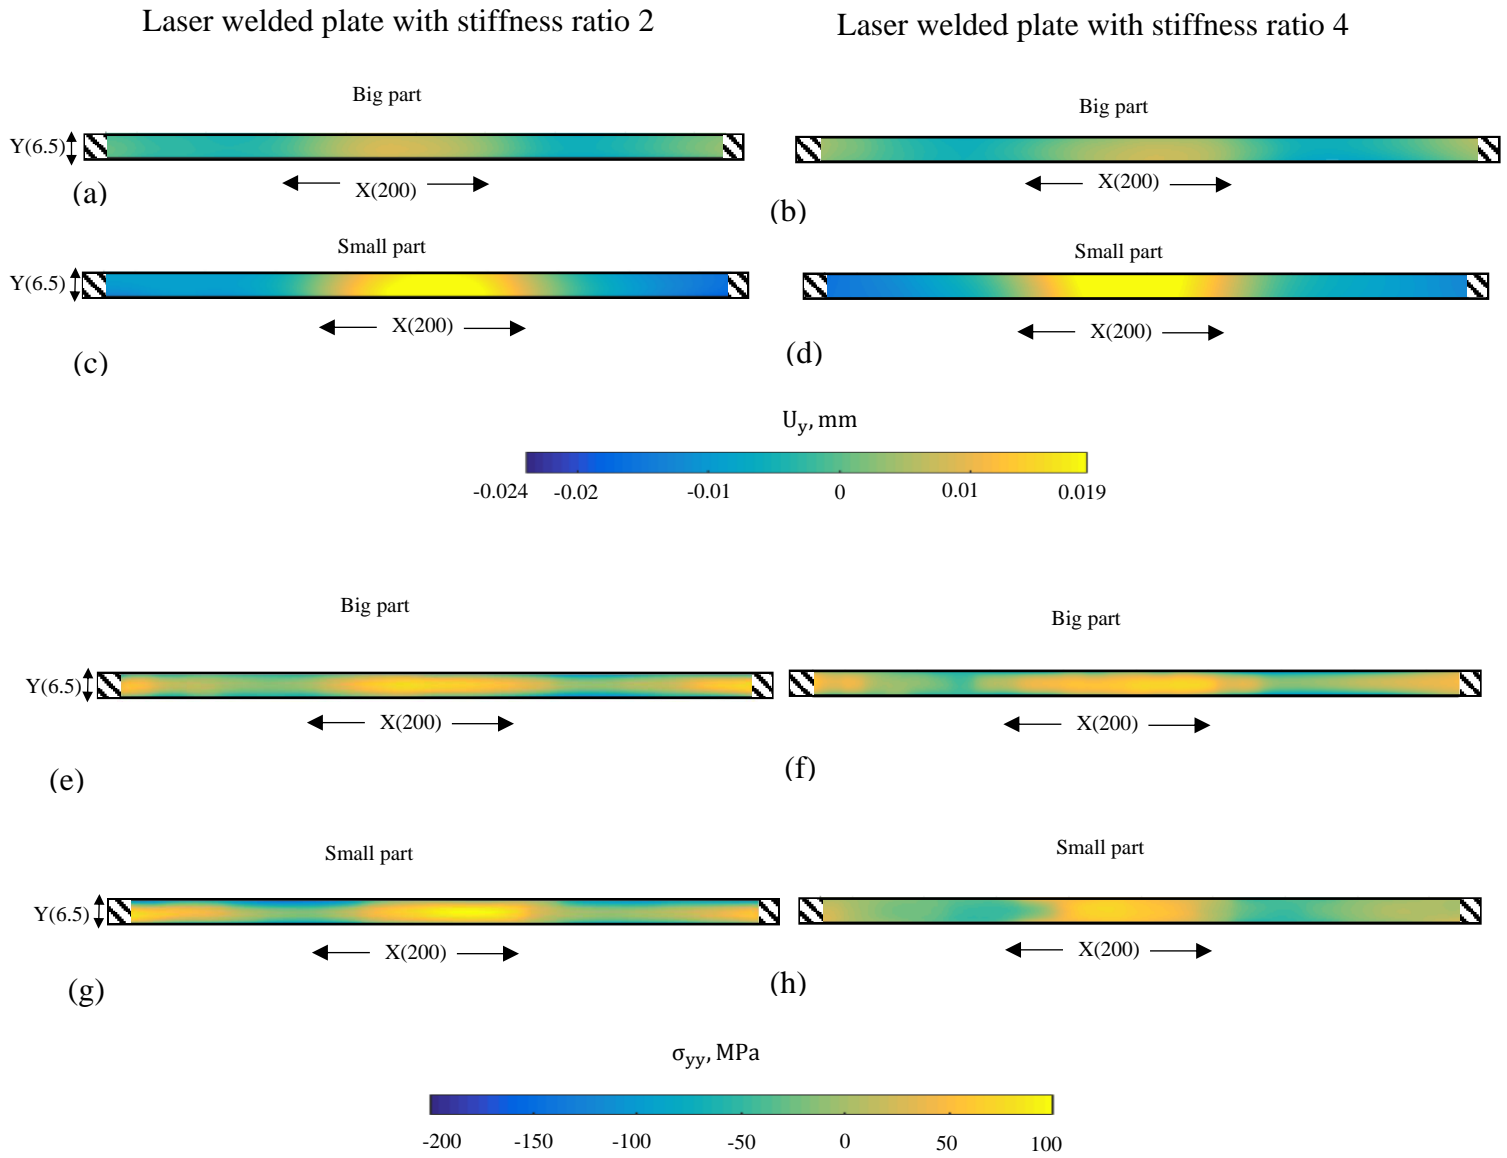 Laser welded plate with stiffness ratio 2
Laser welded plate with stiffness ratio 4
Big part
Big part
Y(6.5)
X(200)
X(200)
(a)
(b)
Small part
Small part
Y(6.5)
X(200)
X(200)
(c)
(d)
U_y, mm
-0.024 -0.02 -0.01 0 0.01 0.019
Big part
Big part
Y(6.5)
X(200)
X(200)
(e)
(f)
Small part
Small part
Y(6.5)
X(200)
X(200)
(g)
(h)
σ_yy, MPa
-200 -150 -100 -50 0 50 100